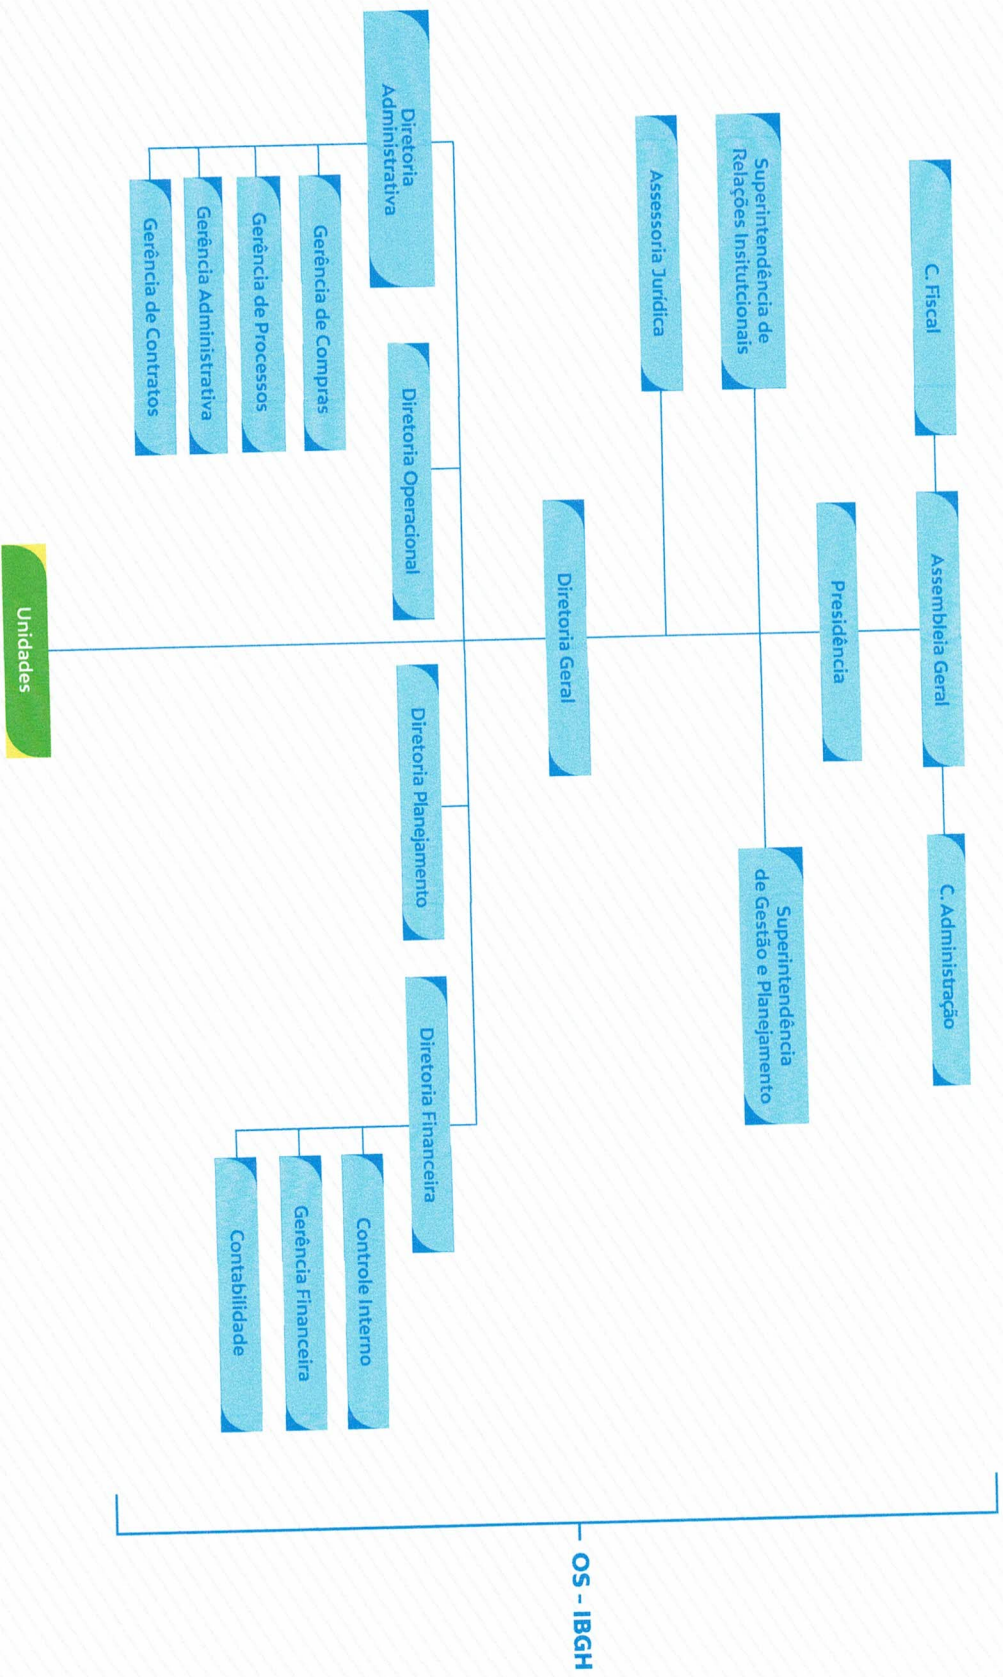 C. Fiscal
Assembleia Geral
C. Administração
Presidência
Superintendência de
Relações Insitutcionais
Superintendência
de Gestão e Planejamento
Assessoria Jurídica
Diretoria Geral
Diretoria
Administrativa
Diretoria Operacional
Diretoria Planejamento
Diretoria Financeira
Gerência de Compras
Gerência de Processos
Gerência Administrativa
Gerência de Contratos
Controle Interno
Gerência Financeira
Contabilidade
Unidades
OS - IBGH